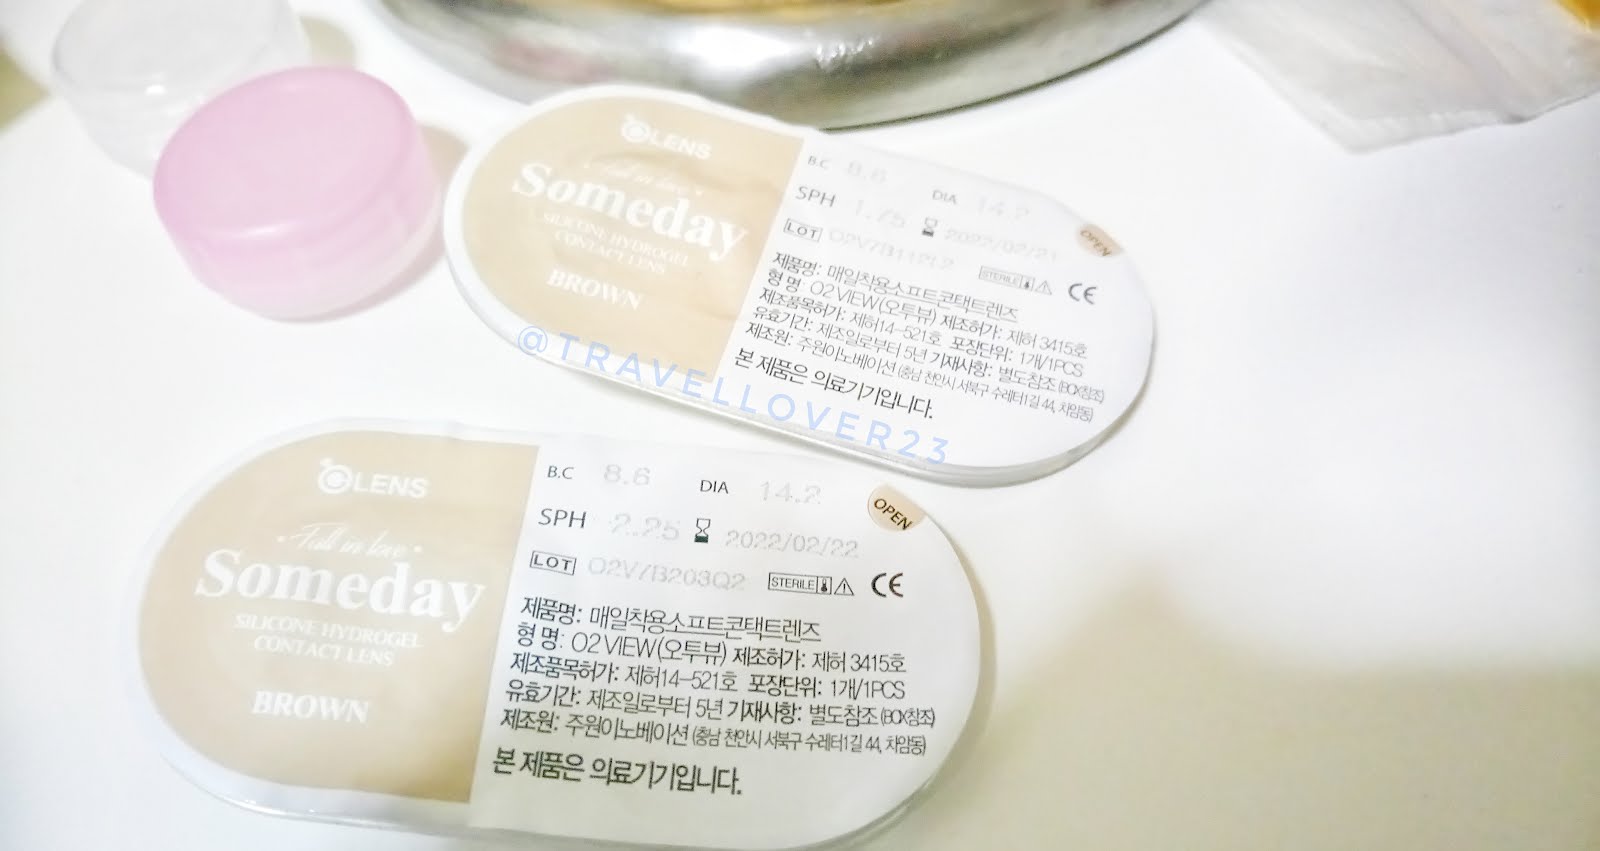 OLENS
Fall in love
Someday
SILICONE HYDROGEL
CONTACT LENS
BROWN
B.C 8.6 DIA 14.2
SPH 1.75 2022/02/21
LOT
OPEN
STERILE CE
제품명: 매일착용소프트콘택트렌즈
형 명: O2 VIEW(오투뷰) 제조허가: 제허 3415호
제조품목허가: 제허14-521호 포장단위: 1개/1PCS
유효기간: 제조일로부터 5년 기재사항: 별도참조 (BOX참조)
제조원: 주원이노베이션 (충남 천안시 서북구 수레터1길 44, 차암동)
본 제품은 의료기기입니다.
@TRAVELLOVER23
OLENS
Fall in love
Someday
SILICONE HYDROGEL
CONTACT LENS
BROWN
B.C 8.6 DIA 14.2
OPEN
SPH -2.25 2022/02/22
LOT O2V7B203Q2 STERILE CE
제품명: 매일착용소프트콘택트렌즈
형 명: O2 VIEW(오투뷰) 제조허가: 제허 3415호
제조품목허가: 제허14-521호 포장단위: 1개/1PCS
유효기간: 제조일로부터 5년 기재사항: 별도참조 (BOX참조)
제조원: 주원이노베이션 (충남 천안시 서북구 수레터1길 44, 차암동)
본 제품은 의료기기입니다.